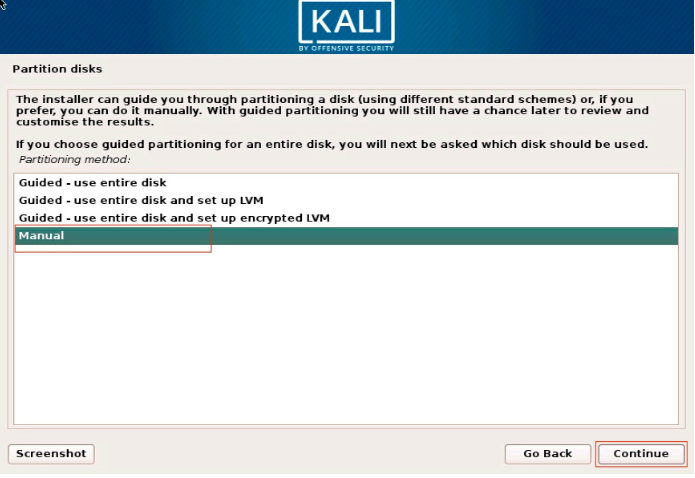 KALI
BY OFFENSIVE SECURITY
Partition disks
The installer can guide you through partitioning a disk (using different standard schemes) or, if you
prefer, you can do it manually. With guided partitioning you will still have a chance later to review and
customise the results.
If you choose guided partitioning for an entire disk, you will next be asked which disk should be used.
Partitioning method:
Guided - use entire disk
Guided - use entire disk and set up LVM
Guided - use entire disk and set up encrypted LVM
Manual
Screenshot
Go Back
Continue